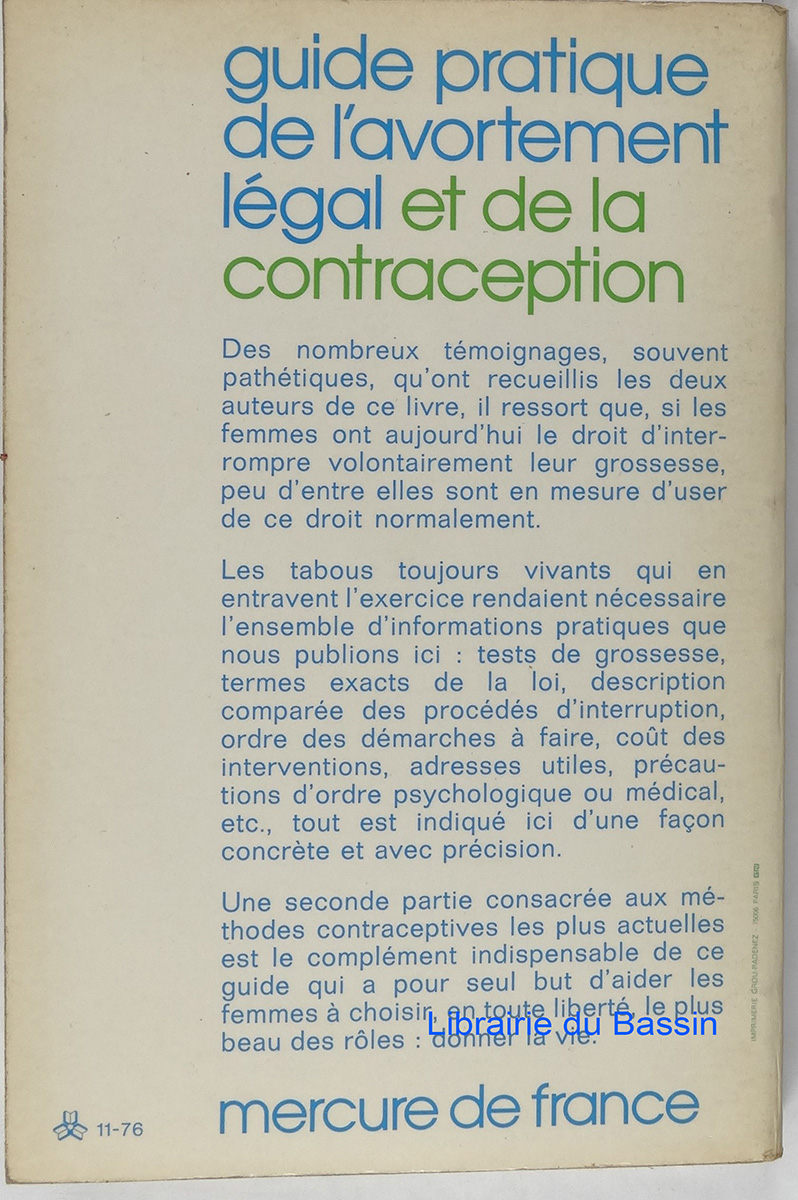 guide pratique
de l'avortement
légal et de la
contraception
Des nombreux témoignages, souvent
pathétiques, qu'ont recueillis les deux
auteurs de ce livre, il ressort que, si les
femmes ont aujourd'hui le droit d'inter-
rompre volontairement leur grossesse,
peu d'entre elles sont en mesure d'user
de ce droit normalement.
Les tabous toujours vivants qui en
entravent l'exercice rendaient nécessaire
l'ensemble d'informations pratiques que
nous publions ici : tests de grossesse,
termes exacts de la loi, description
comparée des procédés d'interruption,
ordre des démarches à faire, coût des
interventions, adresses utiles, précau-
tions d'ordre psychologique ou médical,
etc., tout est indiqué ici d'une façon
concrète et avec précision.
Une seconde partie consacrée aux mé-
thodes contraceptives les plus actuelles
est le complément indispensable de ce
guide qui a pour seul but d'aider les
femmes à choisir, en toute liberté, le plus
beau des rôles : donner la vie.
Librairie du Bassin
mercure de france
11-76
IMPRIMERIE GROU-RADENEZ 75006 PARIS